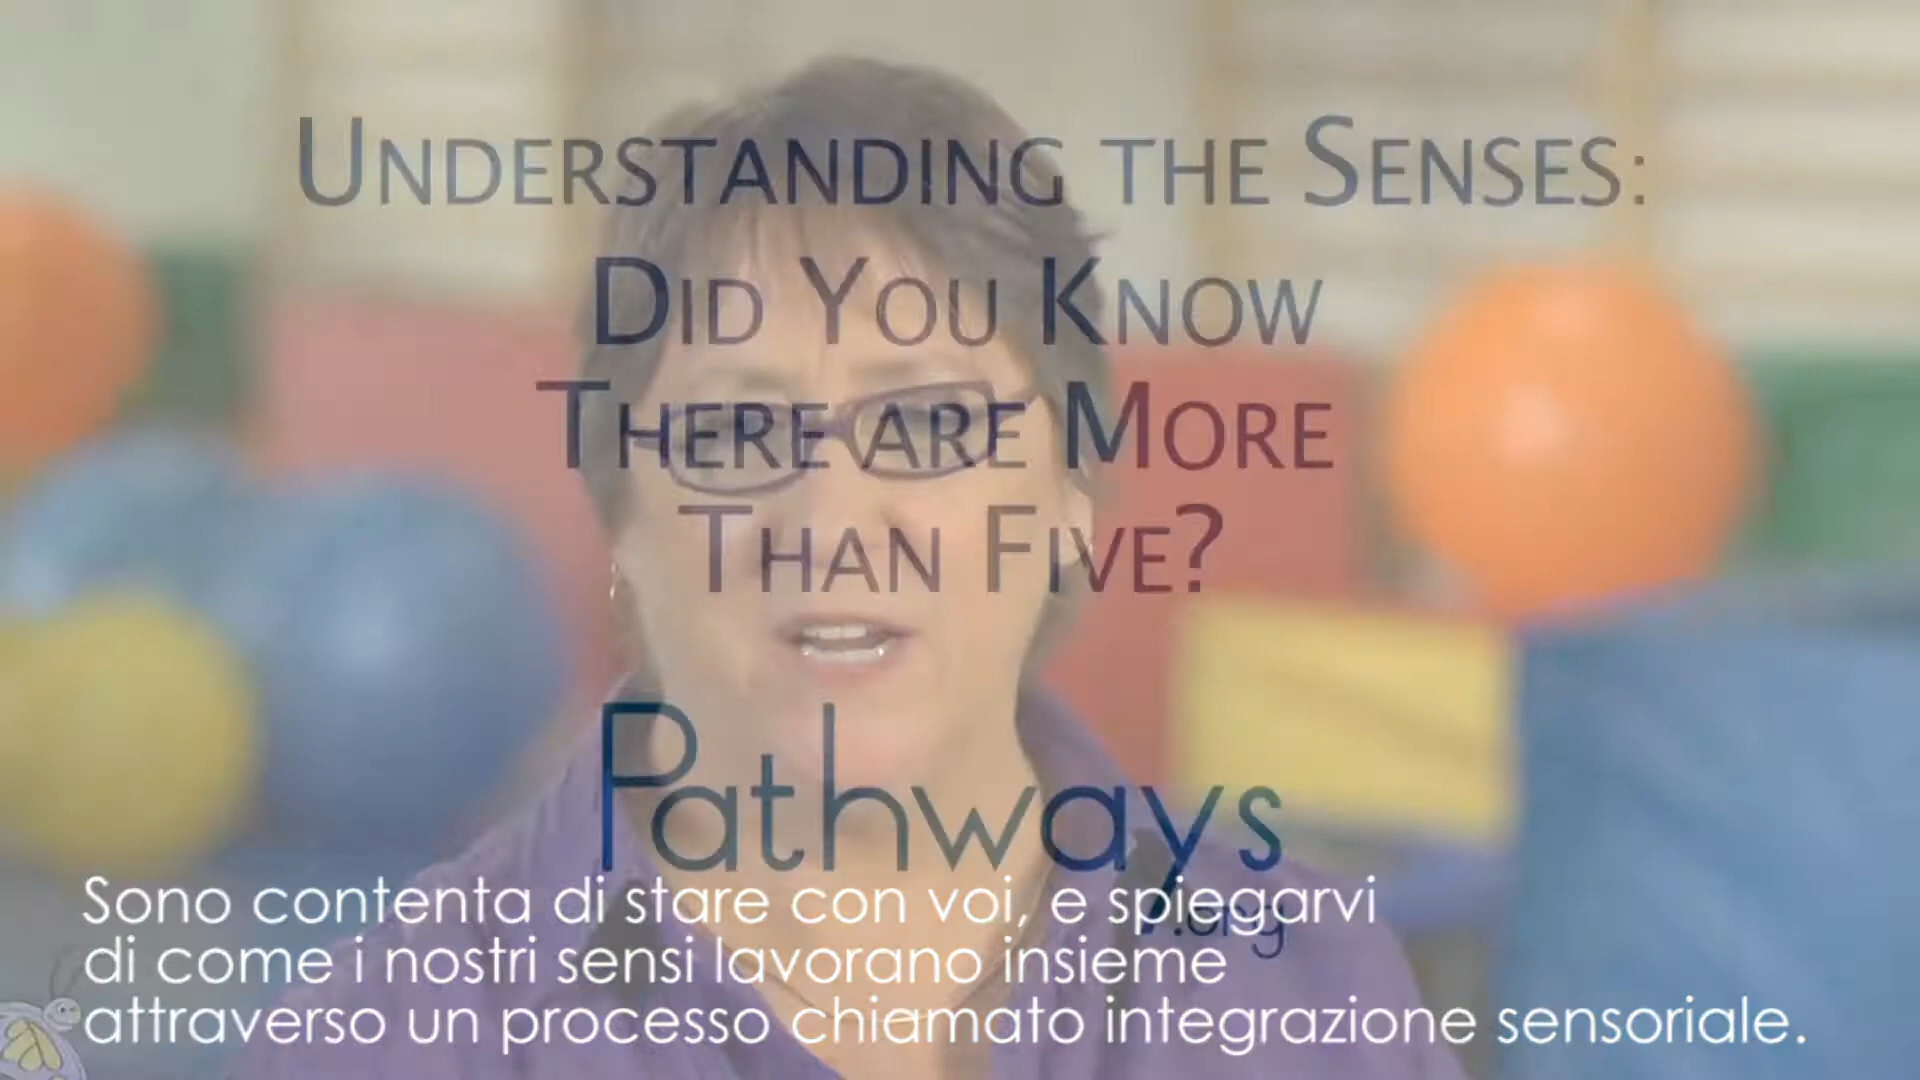 UNDERSTANDING THE SENSES:
DID YOU KNOW
THERE ARE MORE
THAN FIVE?
Pathways
.org
Sono contenta di stare con voi, e spiegarvi
di come i nostri sensi lavorano insieme
attraverso un processo chiamato integrazione sensoriale.